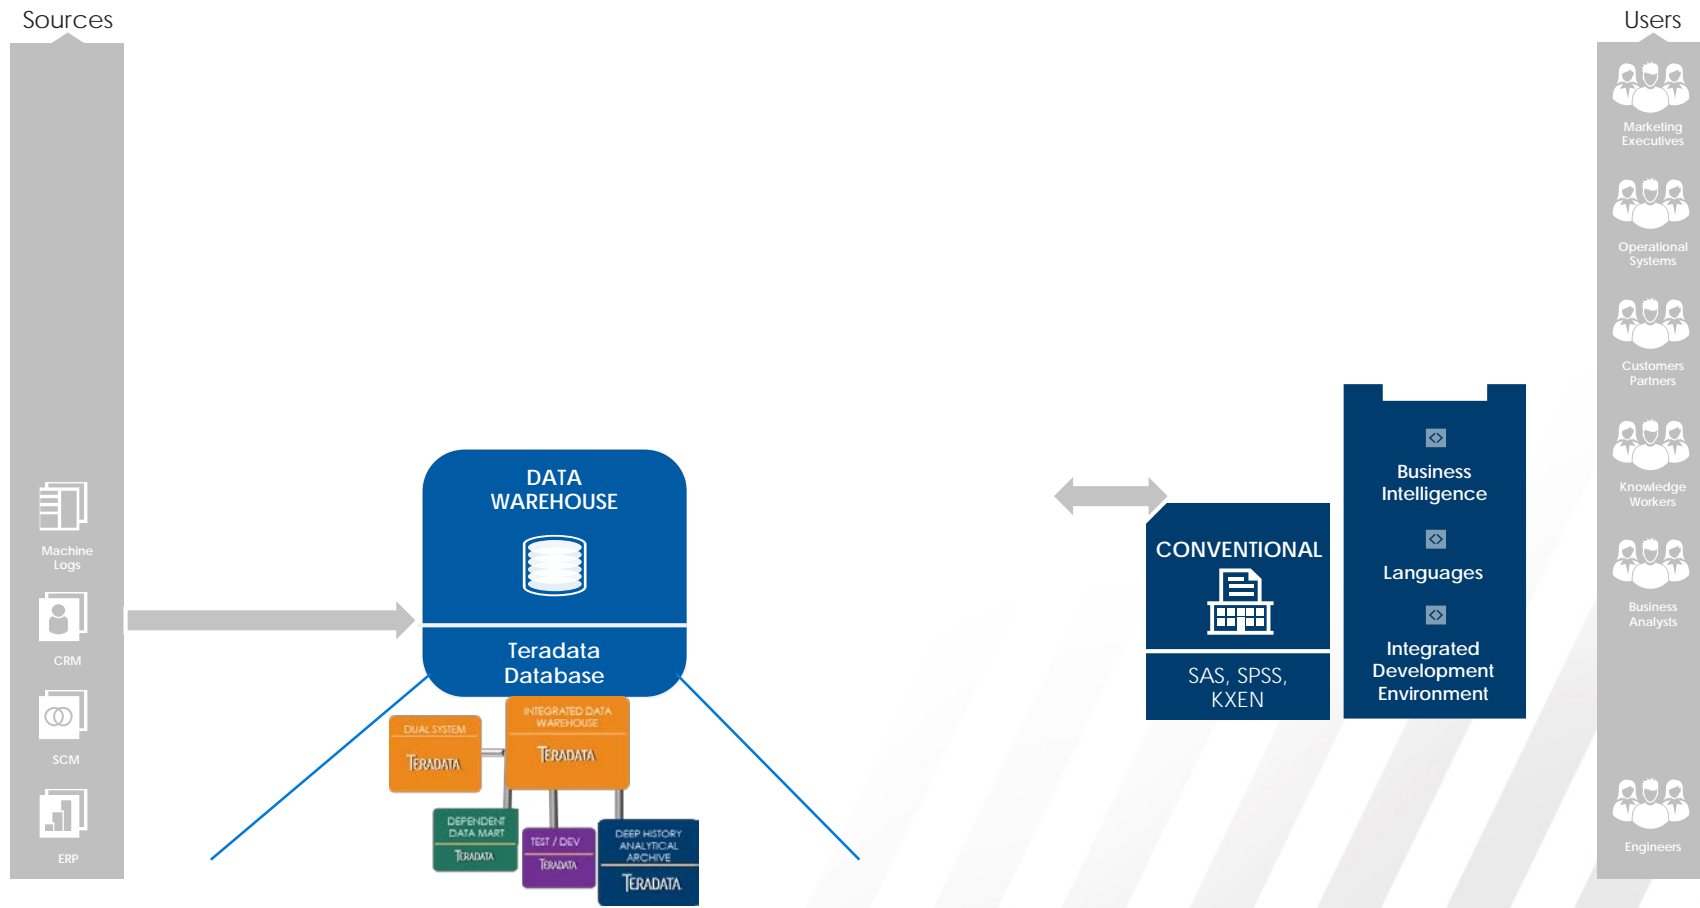 Sources
Machine
Logs
CRM
SCM
ERP
DATA
WAREHOUSE
Teradata
Database
DUAL SYSTEM
TERADATA
INTEGRATED DATA
WAREHOUSE
TERADATA
DEPENDENT
DATA MART
TERADATA
TEST / DEV
TERADATA
DEEP HISTORY
ANALYTICAL
ARCHIVE
TERADATA
CONVENTIONAL
SAS, SPSS,
KXEN
Business
Intelligence
Languages
Integrated
Development
Environment
Users
Marketing
Executives
Operational
Systems
Customers
Partners
Knowledge
Workers
Business
Analysts
Engineers